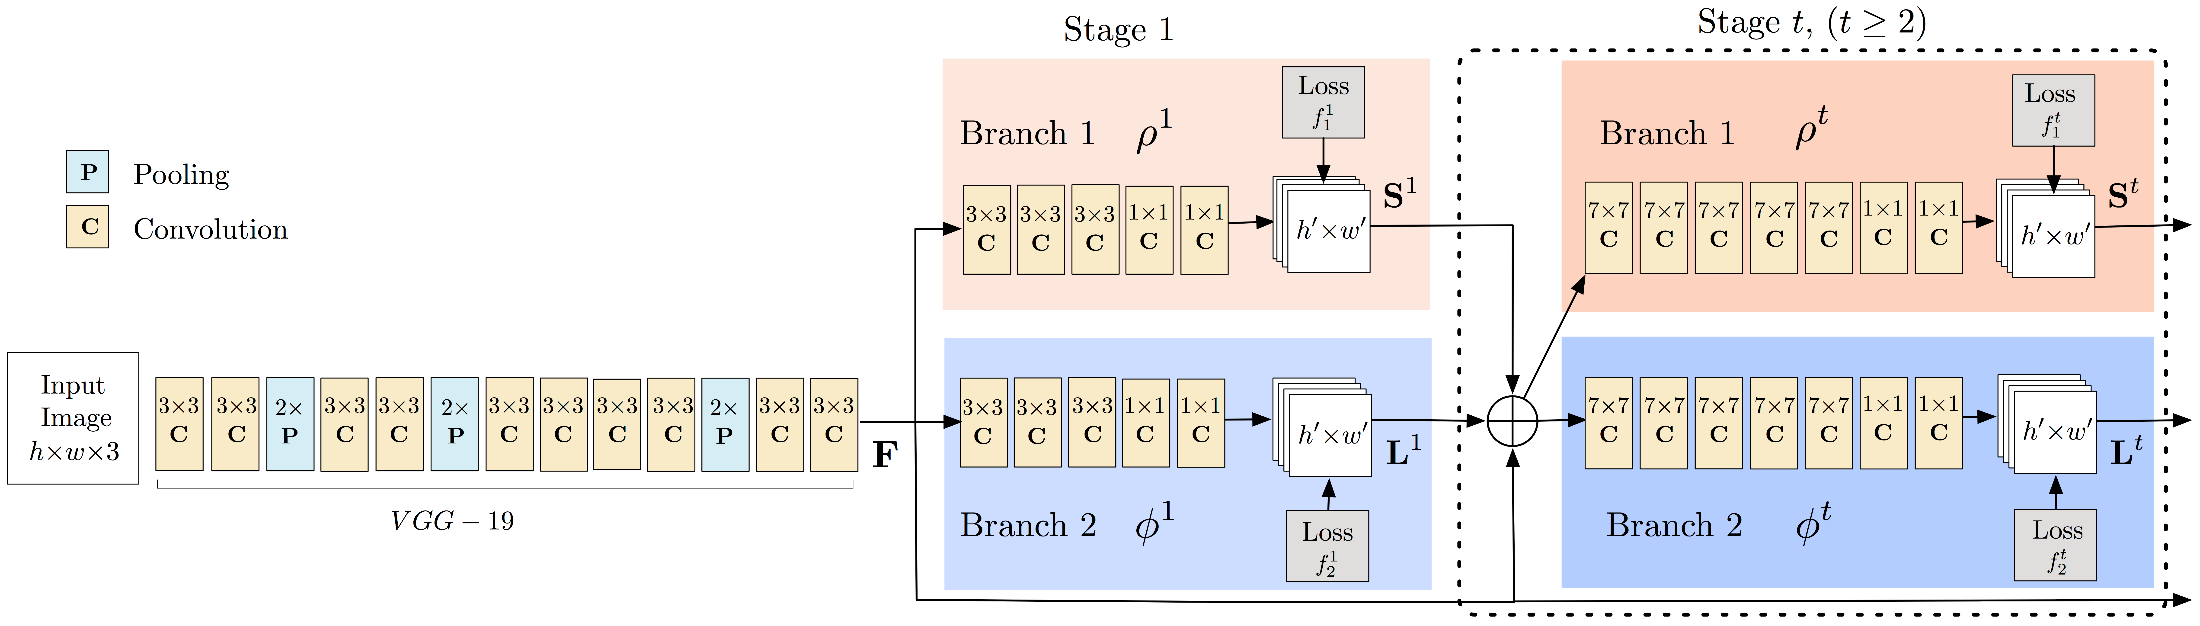 Stage 1
Stage t, (t ≥ 2)
P Pooling
C Convolution
Input
Image
h×w×3
3×3 C
3×3 C
2× P
3×3 C
3×3 C
2× P
3×3 C
3×3 C
3×3 C
3×3 C
2× P
3×3 C
3×3 C
VGG − 19
F
Branch 1 ρ¹
Loss
f₁¹
3×3 C
3×3 C
3×3 C
1×1 C
1×1 C
h′×w′
S¹
3×3 C
3×3 C
3×3 C
1×1 C
1×1 C
h′×w′
L¹
Branch 2 ϕ¹
Loss
f₂¹
Branch 1 ρᵗ
Loss
f₁ᵗ
7×7 C
7×7 C
7×7 C
7×7 C
7×7 C
1×1 C
1×1 C
h′×w′
Sᵗ
7×7 C
7×7 C
7×7 C
7×7 C
7×7 C
1×1 C
1×1 C
h′×w′
Lᵗ
Branch 2 ϕᵗ
Loss
f₂ᵗ